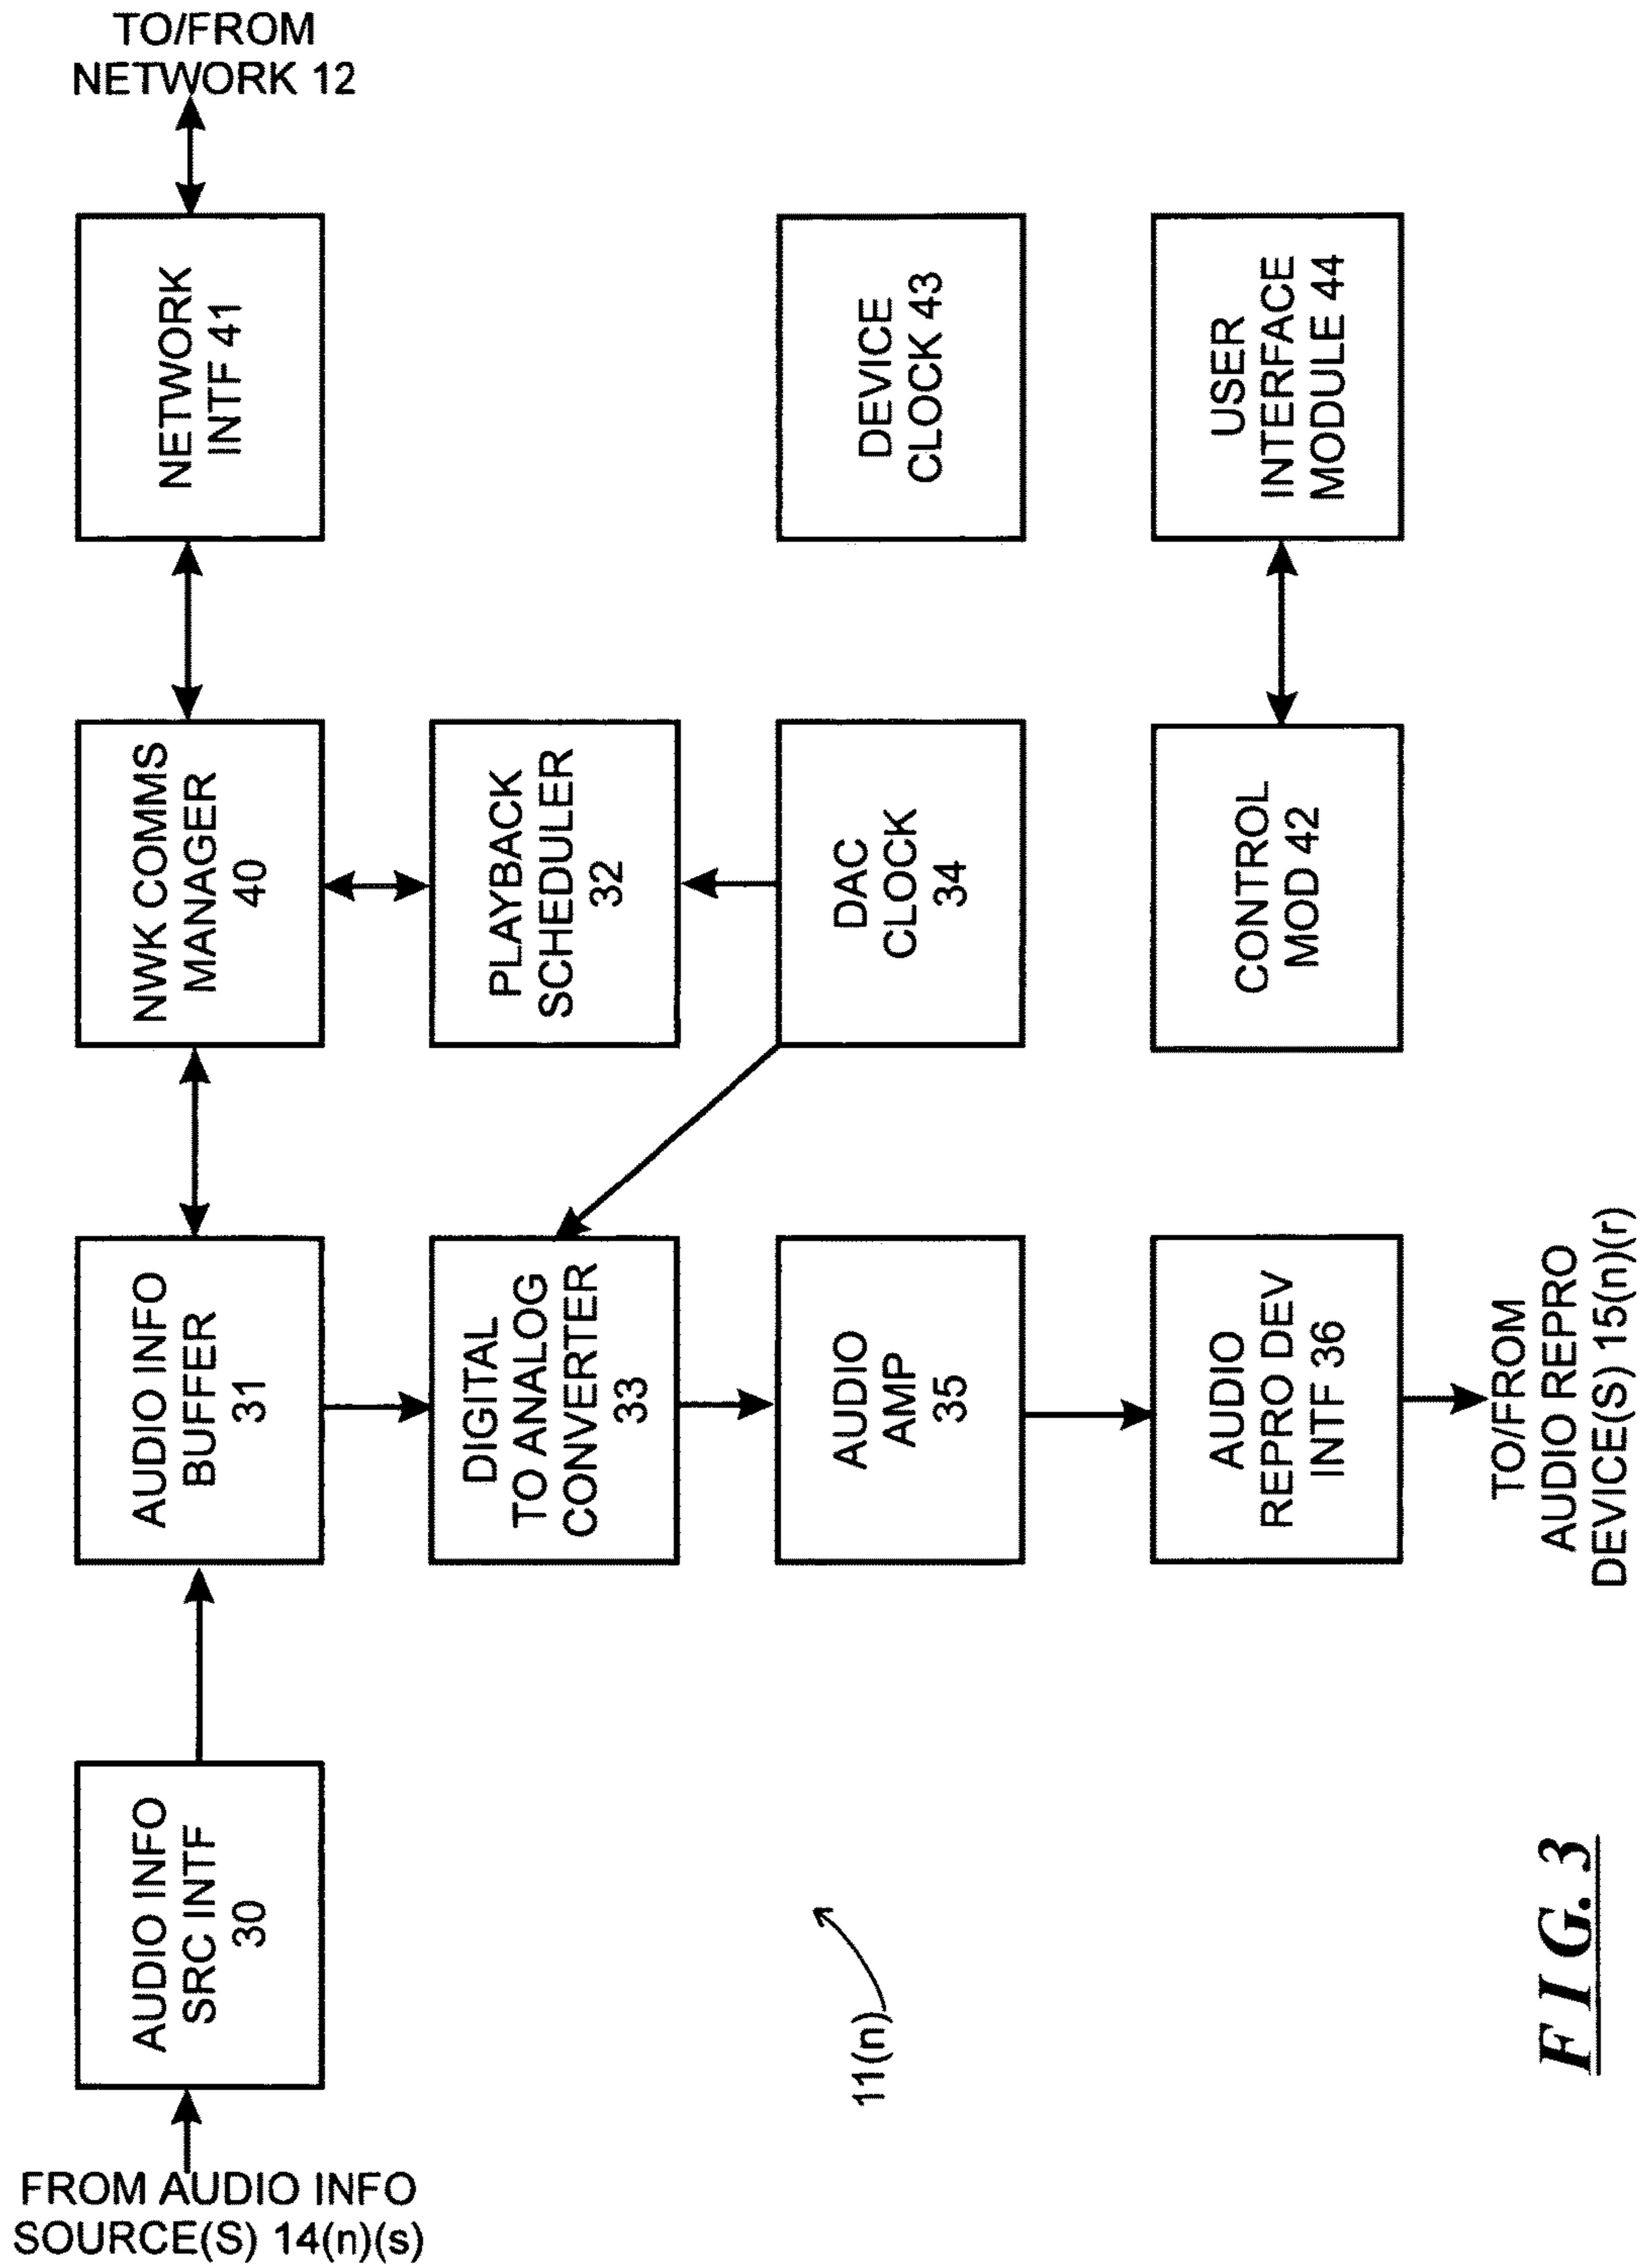 FROM AUDIO INFO
SOURCE(S) 14(n)(s)
AUDIO INFO
SRC INTF
30
AUDIO INFO
BUFFER
31
NWK COMMS
MANAGER
40
NETWORK
INTF 41
TO/FROM
NETWORK 12
DIGITAL
TO ANALOG
CONVERTER
33
PLAYBACK
SCHEDULER
32
AUDIO
AMP
35
DAC
CLOCK
34
DEVICE
CLOCK 43
11(n)
AUDIO
REPRO DEV
INTF 36
CONTROL
MOD 42
USER
INTERFACE
MODULE 44
TO/FROM
AUDIO REPRO
DEVICE(S) 15(n)(r)
FIG. 3